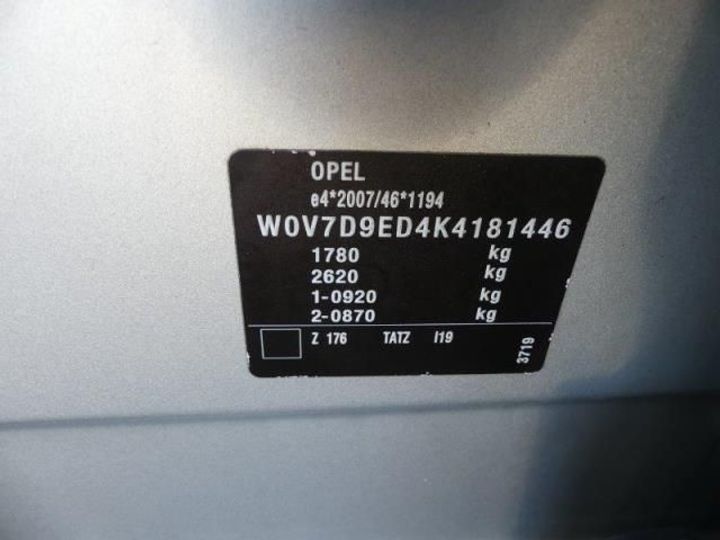 OPEL
e4*2007/46*1194
W0V7D9ED4K4181446
1780 kg
2620 kg
1-0920 kg
2-0870 kg
Z 176 TATZ I19
3719